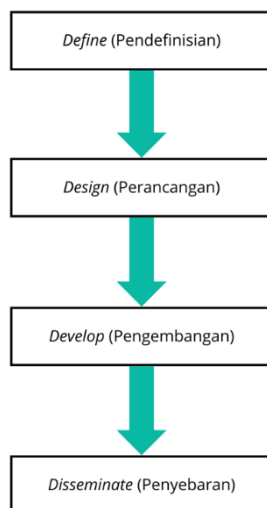 Define (Pendefinisian)
Design (Perancangan)
Develop (Pengembangan)
Disseminate (Penyebaran)